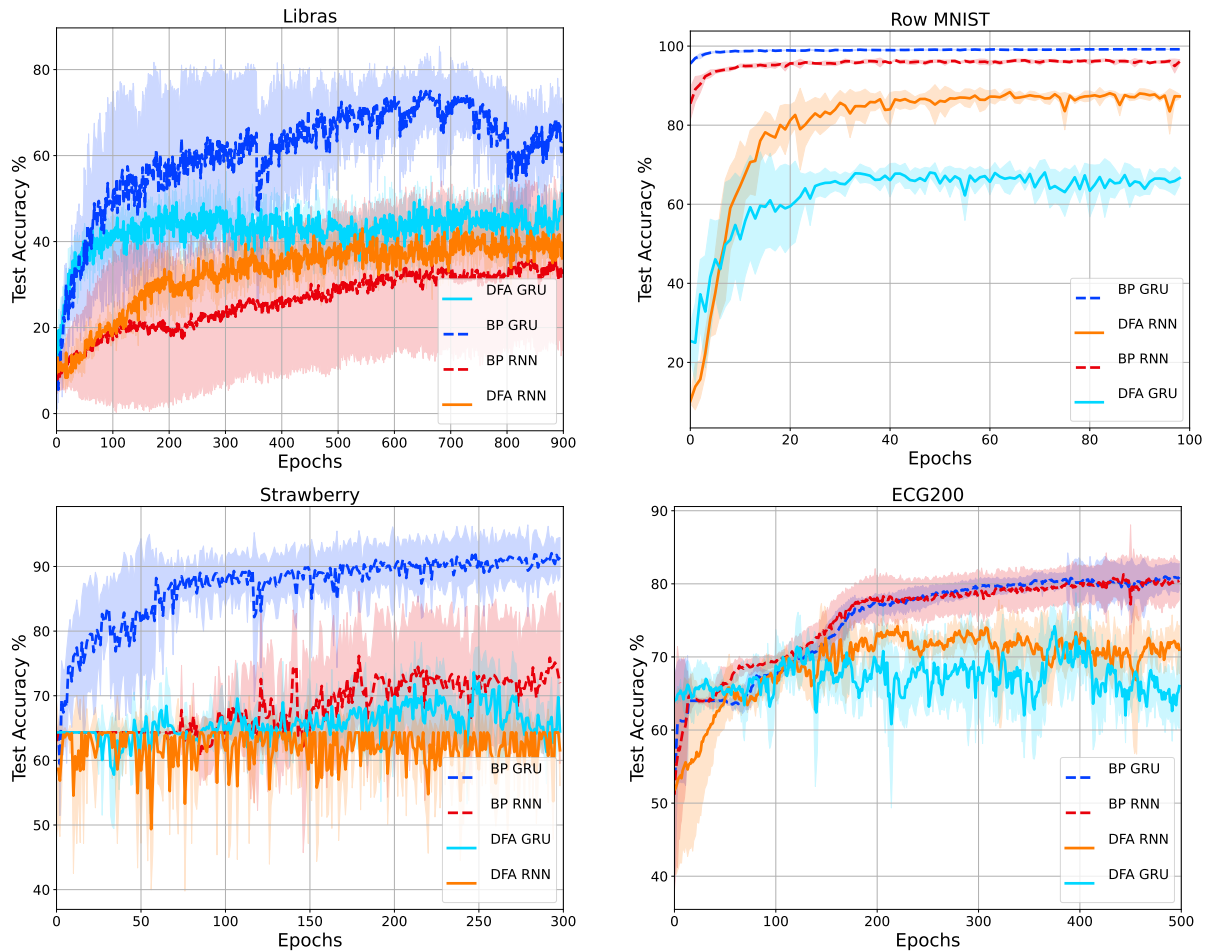 Libras
Test Accuracy %
80
60
40
20
0
DFA GRU
BP GRU
BP RNN
DFA RNN
0 100 200 300 400 500 600 700 800 900
Epochs
Row MNIST
Test Accuracy %
100
80
60
40
20
BP GRU
DFA RNN
BP RNN
DFA GRU
0 20 40 60 80 100
Epochs
Strawberry
Test Accuracy %
90
80
70
60
50
40
BP GRU
BP RNN
DFA GRU
DFA RNN
0 50 100 150 200 250 300
Epochs
ECG200
Test Accuracy %
90
80
70
60
50
40
BP GRU
BP RNN
DFA RNN
DFA GRU
0 100 200 300 400 500
Epochs